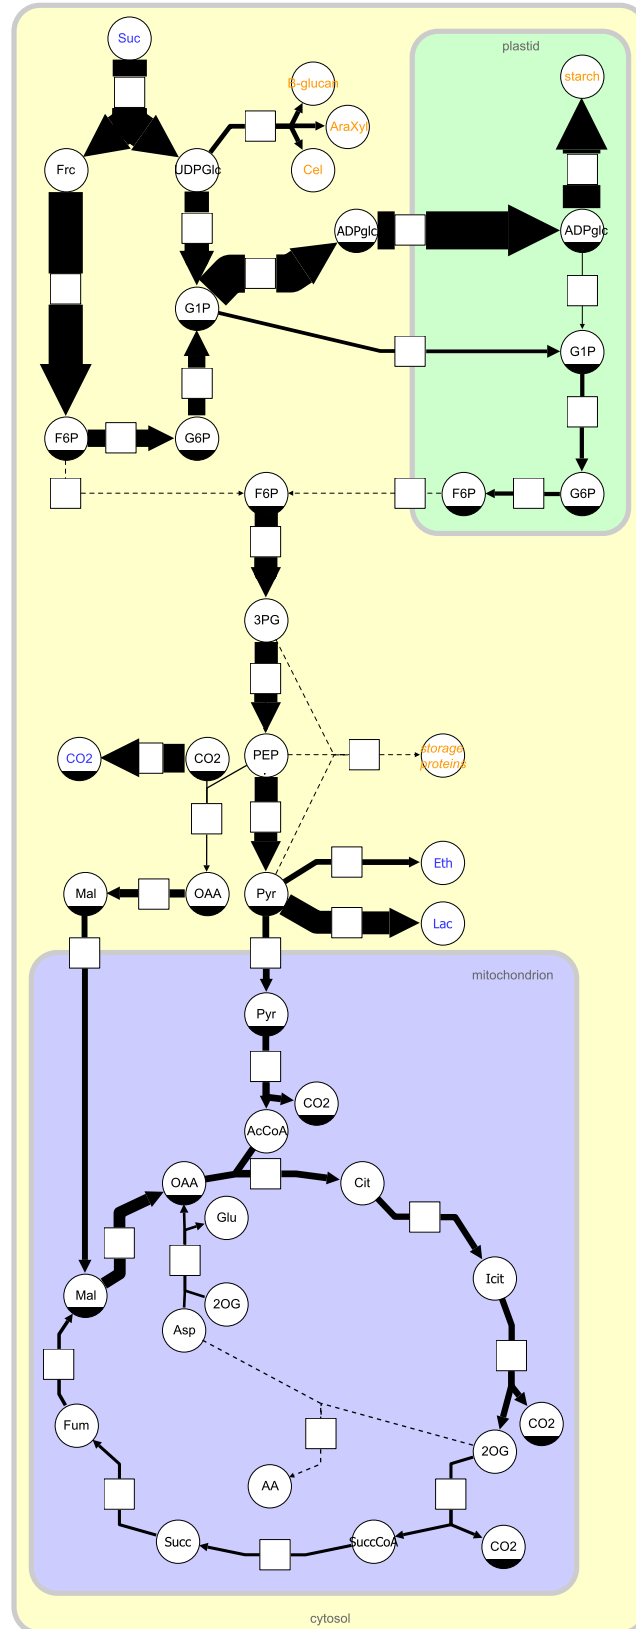 Suc
plastid
starch
B-glucan
AraXyl
Cel
Frc
UDPGlc
ADPglc
ADPglc
G1P
G1P
F6P
G6P
F6P
F6P
G6P
3PG
CO2
CO2
PEP
storage
proteins
Eth
Mal
OAA
Pyr
Lac
mitochondrion
Pyr
CO2
AcCoA
OAA
Cit
Glu
Icit
Mal
2OG
Asp
Fum
CO2
2OG
AA
Succ
SuccCoA
CO2
cytosol